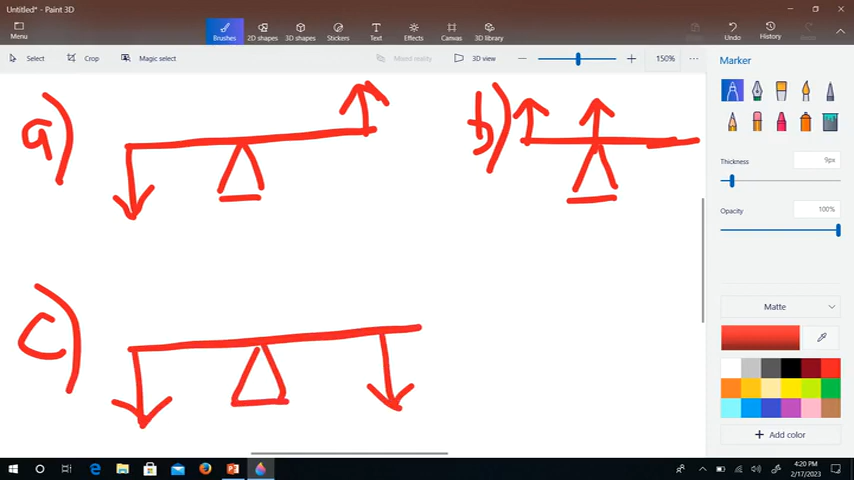 Untitled* - Paint 3D
Menu
Brushes
2D shapes
3D shapes
Stickers
Text
Effects
Canvas
3D library
Undo
History
Redo
Select
Crop
Magic select
Mixed reality
3D view
150%
Marker
a)
b)
c)
Thickness
9px
Opacity
100%
Matte
Add color
4:20 PM
2/17/2023